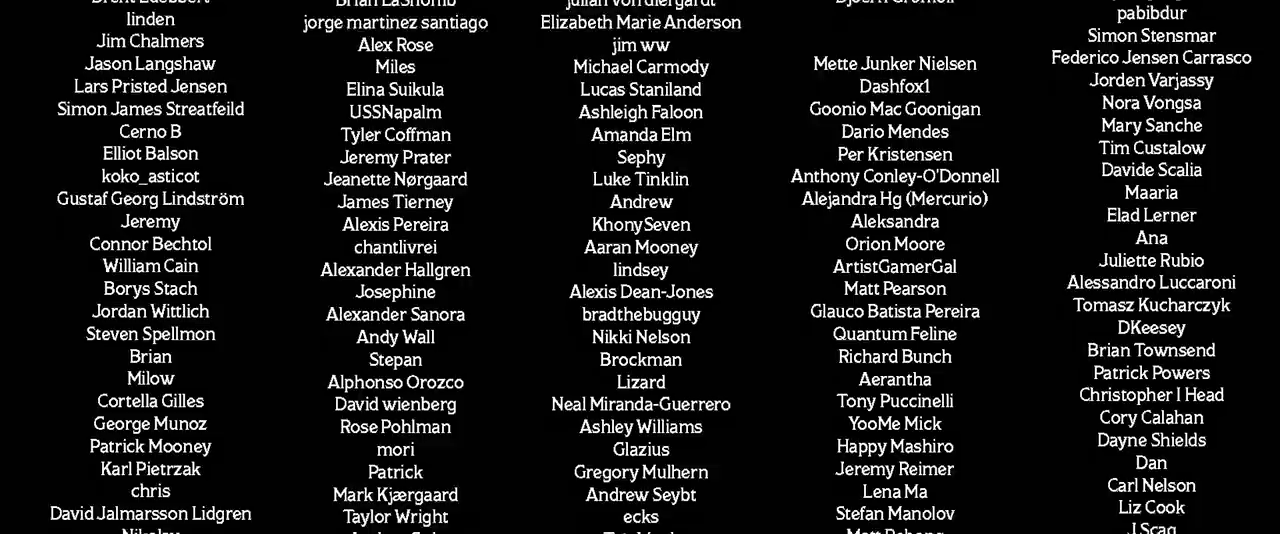 linden
Jim Chalmers
Jason Langshaw
Lars Pristed Jensen
Simon James Streatfeild
Cerno B
Elliot Balson
koko_asticot
Gustaf Georg Lindström
Jeremy
Connor Bechtol
William Cain
Borys Stach
Jordan Wittlich
Steven Spellmon
Brian
Milow
Cortella Gilles
George Munoz
Patrick Mooney
Karl Pietrzak
chris
David Jalmarsson Lidgren
jorge martinez santiago
Alex Rose
Miles
Elina Suikula
USSNapalm
Tyler Coffman
Jeremy Prater
Jeanette Nørgaard
James Tierney
Alexis Pereira
chantlivrei
Alexander Hallgren
Josephine
Alexander Sanora
Andy Wall
Stepan
Alphonso Orozco
David wienberg
Rose Pohlman
mori
Patrick
Mark Kjærgaard
Taylor Wright
Elizabeth Marie Anderson
jim ww
Michael Carmody
Lucas Staniland
Ashleigh Faloon
Amanda Elm
Sephy
Luke Tinklin
Andrew
KhonySeven
Aaran Mooney
lindsey
Alexis Dean-Jones
bradthebugguy
Nikki Nelson
Brockman
Lizard
Neal Miranda-Guerrero
Ashley Williams
Glazius
Gregory Mulhern
Andrew Seybt
ecks
Mette Junker Nielsen
Dashfox1
Goonio Mac Goonigan
Dario Mendes
Per Kristensen
Anthony Conley-O'Donnell
Alejandra Hg (Mercurio)
Aleksandra
Orion Moore
ArtistGamerGal
Matt Pearson
Glauco Batista Pereira
Quantum Feline
Richard Bunch
Aerantha
Tony Puccinelli
YooMe Mick
Happy Mashiro
Jeremy Reimer
Lena Ma
Stefan Manolov
pabibdur
Simon Stensmar
Federico Jensen Carrasco
Jorden Varjassy
Nora Vongsa
Mary Sanche
Tim Custalow
Davide Scalia
Maaria
Elad Lerner
Ana
Juliette Rubio
Alessandro Luccaroni
Tomasz Kucharczyk
DKeesey
Brian Townsend
Patrick Powers
Christopher I Head
Cory Calahan
Dayne Shields
Dan
Carl Nelson
Liz Cook